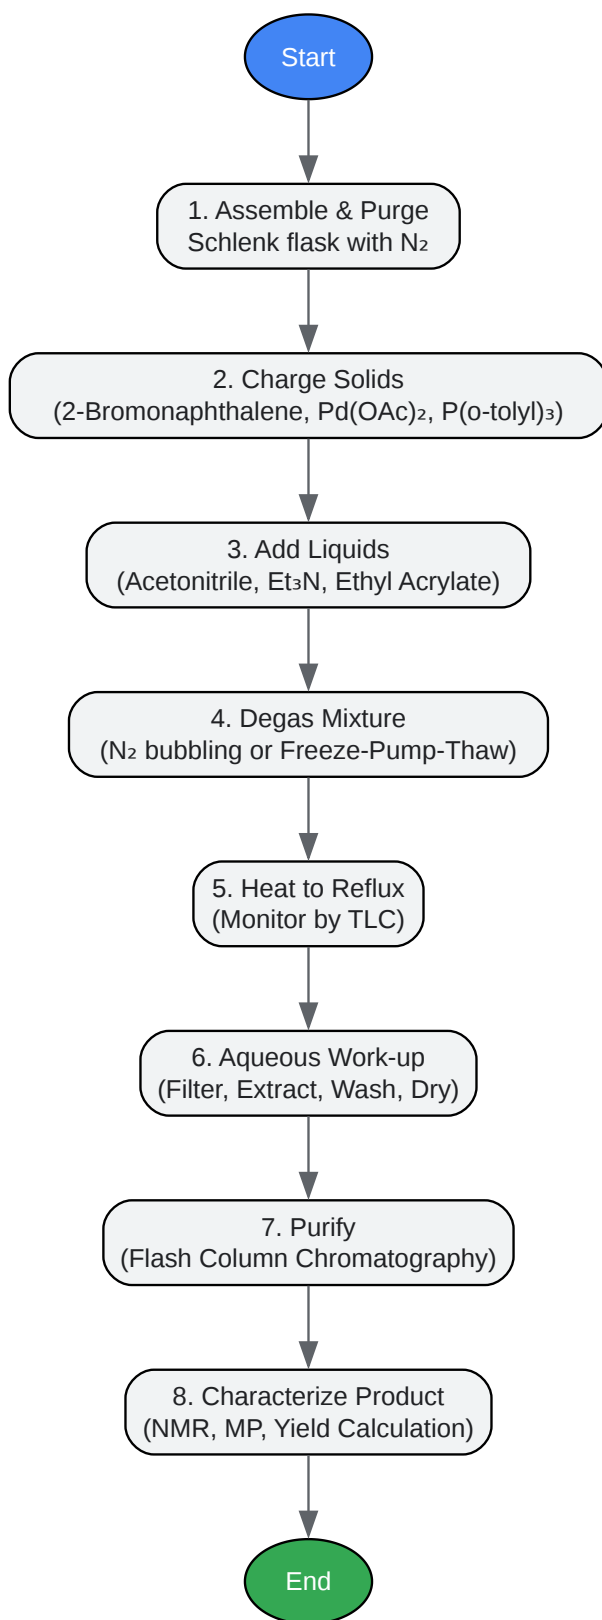 Start
1. Assemble & Purge
Schlenk flask with N₂
2. Charge Solids
(2-Bromonaphthalene, Pd(OAc)₂, P(o-tolyl)₃)
3. Add Liquids
(Acetonitrile, Et₃N, Ethyl Acrylate)
4. Degas Mixture
(N₂ bubbling or Freeze-Pump-Thaw)
5. Heat to Reflux
(Monitor by TLC)
6. Aqueous Work-up
(Filter, Extract, Wash, Dry)
7. Purify
(Flash Column Chromatography)
8. Characterize Product
(NMR, MP, Yield Calculation)
End